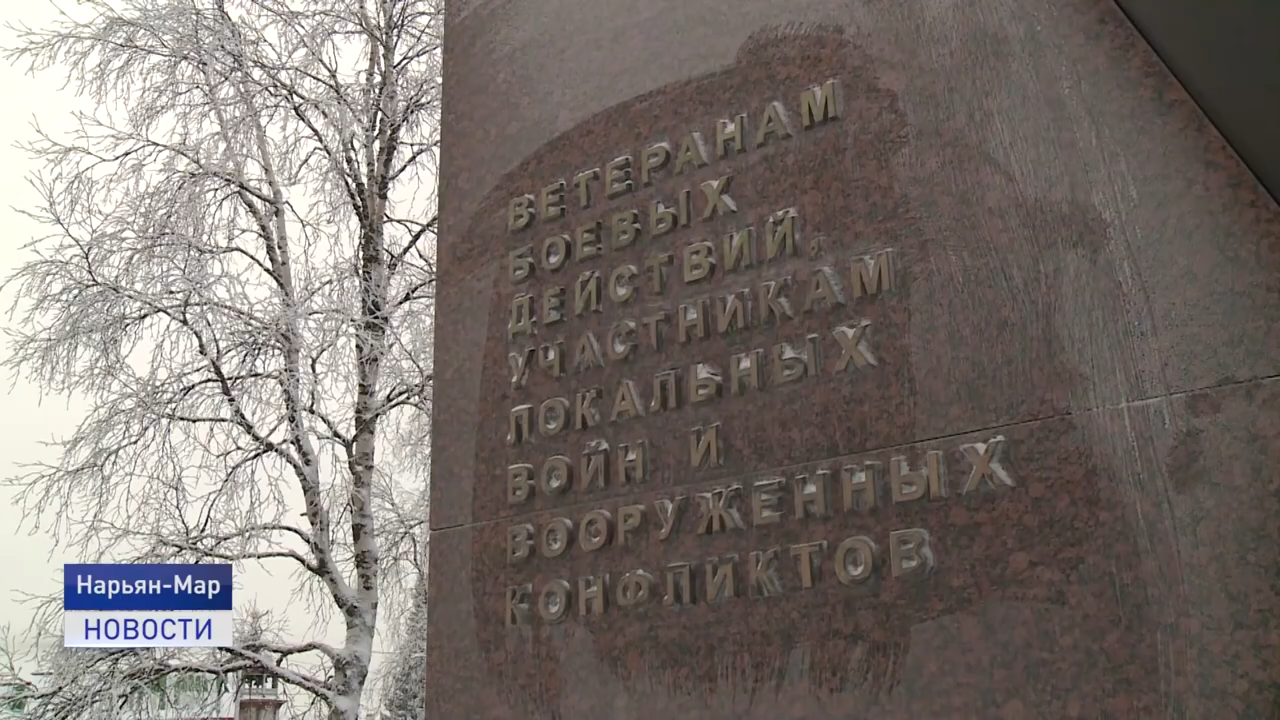 ВЕТЕРАНАМ
БОЕВЫХ
ДЕЙСТВИЙ,
УЧАСТНИКАМ
ЛОКАЛЬНЫХ
ВОЙН И
ВООРУЖЕННЫХ
КОНФЛИКТОВ
Нарьян-Мар
НОВОСТИ